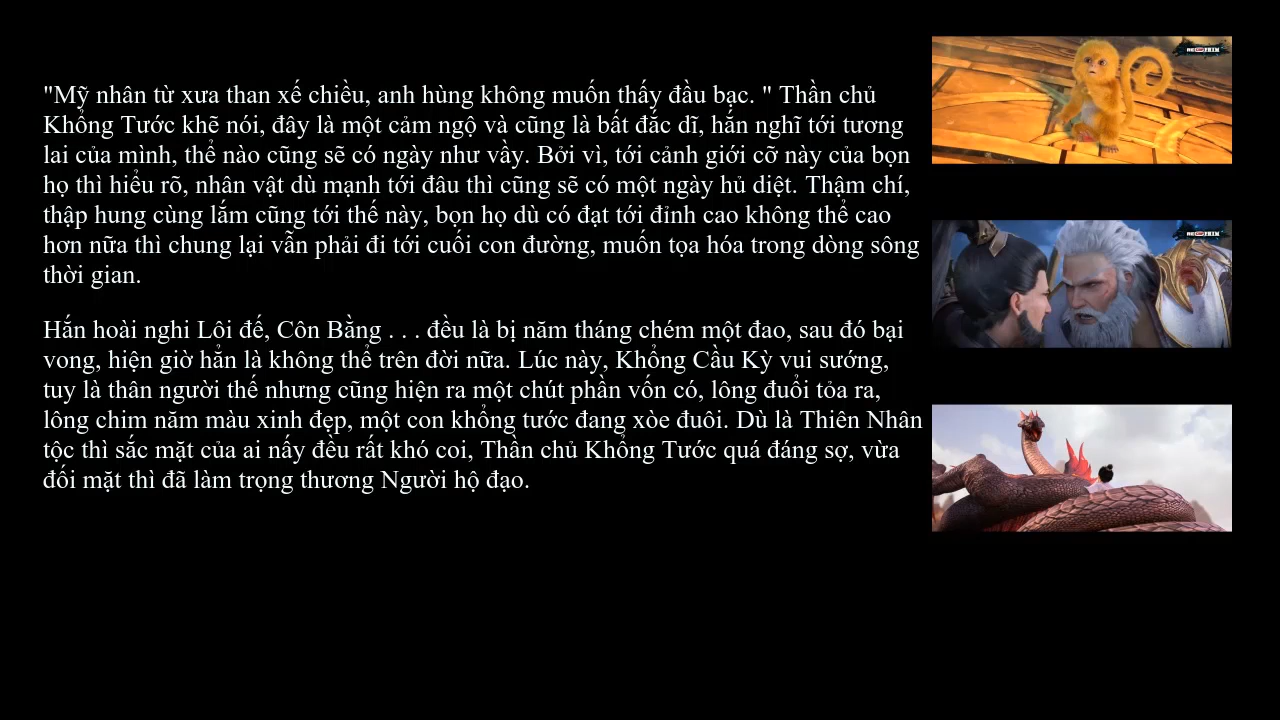 "Mỹ nhân từ xưa than xế chiều, anh hùng không muốn thấy đầu bạc. " Thần chủ
Khổng Tước khẽ nói, đây là một cảm ngộ và cũng là bất đắc dĩ, hắn nghĩ tới tương
lai của mình, thể nào cũng sẽ có ngày như vầy. Bởi vì, tới cảnh giới cỡ này của bọn
họ thì hiểu rõ, nhân vật dù mạnh tới đâu thì cũng sẽ có một ngày hủ diệt. Thậm chí,
thập hung cùng lắm cũng tới thế này, bọn họ dù có đạt tới đỉnh cao không thể cao
hơn nữa thì chung lại vẫn phải đi tới cuối con đường, muốn tọa hóa trong dòng sông
thời gian.
Hắn hoài nghi Lôi đế, Côn Bằng . . . đều là bị năm tháng chém một đao, sau đó bại
vong, hiện giờ hẳn là không thể trên đời nữa. Lúc này, Khổng Cầu Kỳ vui sướng,
tuy là thân người thế nhưng cũng hiện ra một chút phần vốn có, lông đuổi tỏa ra,
lông chim năm màu xinh đẹp, một con khổng tước đang xòe đuôi. Dù là Thiên Nhân
tộc thì sắc mặt của ai nấy đều rất khó coi, Thần chủ Khổng Tước quá đáng sợ, vừa
đối mặt thì đã làm trọng thương Người hộ đạo.